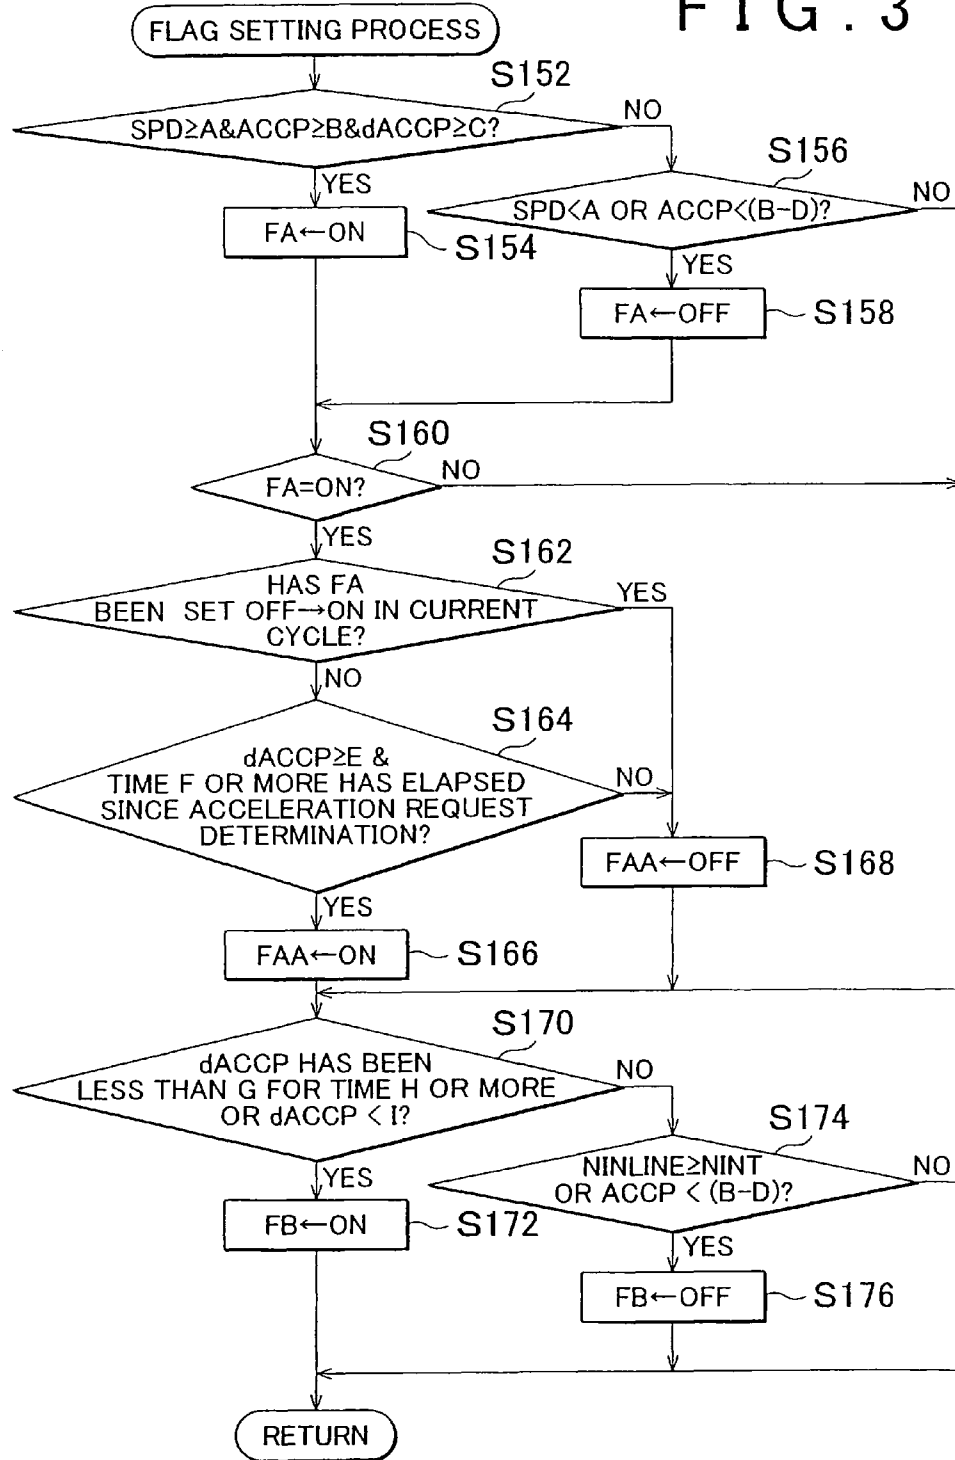 FIG. 3
FLAG SETTING PROCESS
S152
SPD≥A&ACCP≥B&dACCP≥C?
NO
YES
S156
SPD<A OR ACCP<(B-D)?
NO
FA←ON
S154
YES
FA←OFF
S158
S160
FA=ON?
NO
YES
S162
HAS FA
BEEN SET OFF→ON IN CURRENT
CYCLE?
YES
NO
S164
dACCP≥E &
TIME F OR MORE HAS ELAPSED
SINCE ACCELERATION REQUEST
DETERMINATION?
NO
YES
FAA←OFF
S168
FAA←ON
S166
S170
dACCP HAS BEEN
LESS THAN G FOR TIME H OR MORE
OR dACCP < I?
NO
YES
S174
NINLINE≥NINT
OR ACCP < (B-D)?
NO
FB←ON
S172
YES
FB←OFF
S176
RETURN